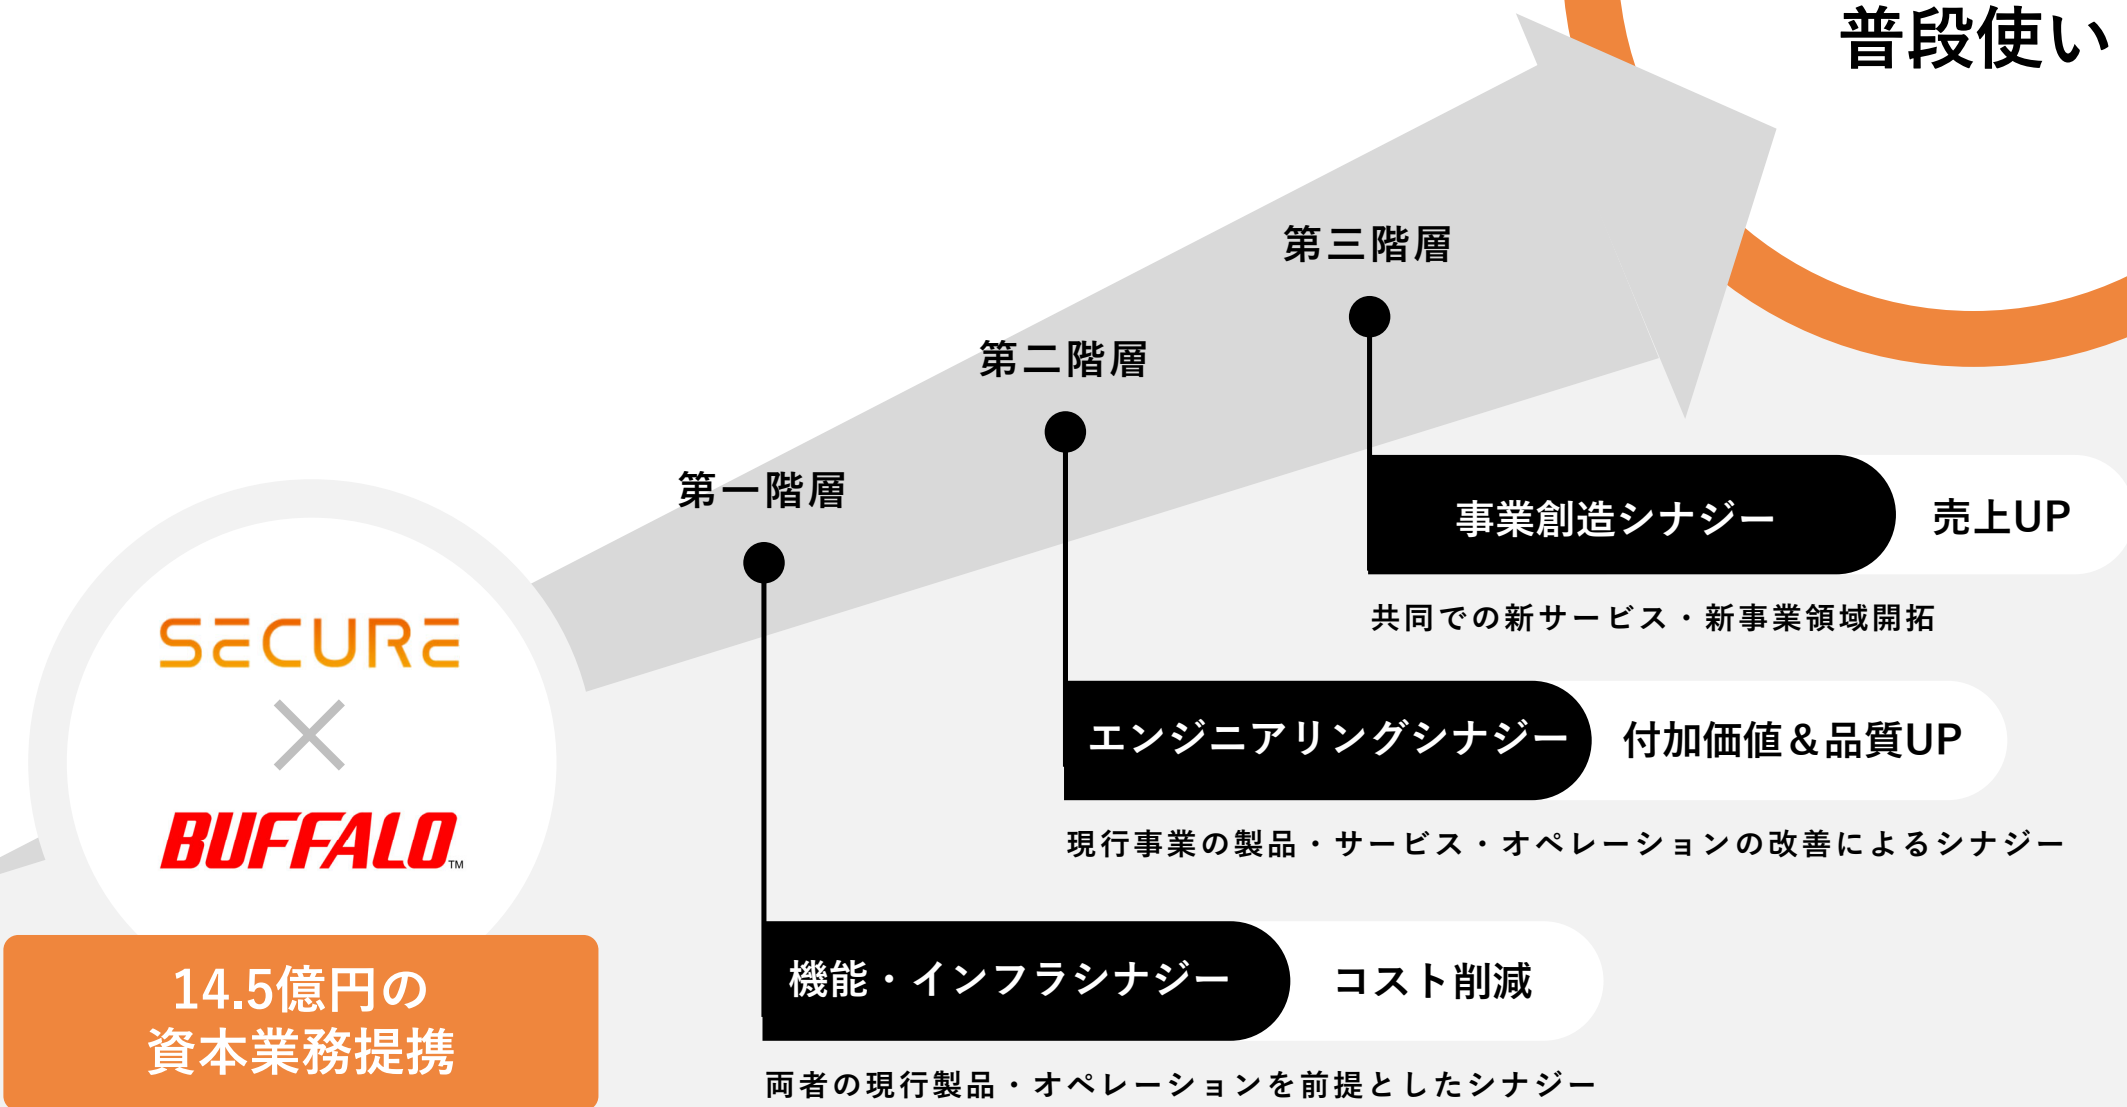 普段使い
第三階層
第二階層
第一階層
事業創造シナジー 売上UP
共同での新サービス・新事業領域開拓
SECURE
×
BUFFALO™
エンジニアリングシナジー 付加価値＆品質UP
現行事業の製品・サービス・オペレーションの改善によるシナジー
14.5億円の
資本業務提携
機能・インフラシナジー コスト削減
両者の現行製品・オペレーションを前提としたシナジー